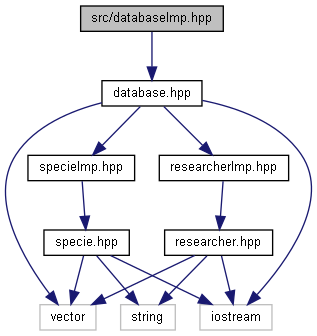 src/databaseImp.hpp
database.hpp
specieImp.hpp
researcherImp.hpp
specie.hpp
researcher.hpp
vector
string
iostream